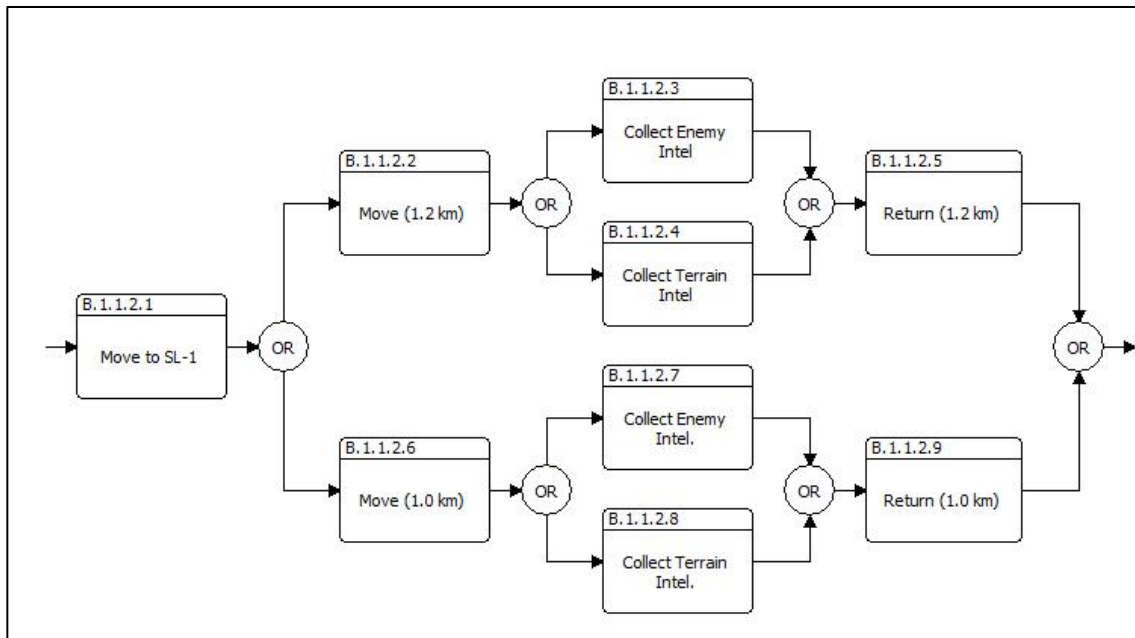 B.1.1.2.3
Collect Enemy
Intel
B.1.1.2.2
Move (1.2 km)
OR
OR
B.1.1.2.5
Return (1.2 km)
B.1.1.2.4
Collect Terrain
Intel
B.1.1.2.1
Move to SL-1
OR
OR
B.1.1.2.7
Collect Enemy
Intel.
B.1.1.2.6
Move (1.0 km)
OR
OR
B.1.1.2.9
Return (1.0 km)
B.1.1.2.8
Collect Terrain
Intel.